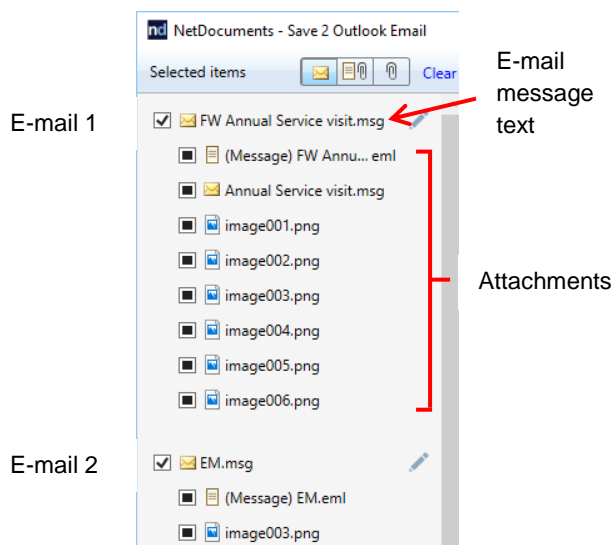 nd NetDocuments - Save 2 Outlook Email
Selected items Clear
E-mail
message
text
E-mail 1
FW Annual Service visit.msg
(Message) FW Annu... eml
Annual Service visit.msg
image001.png
image002.png
image003.png
Attachments
image004.png
image005.png
image006.png
E-mail 2
EM.msg
(Message) EM.eml
image003.png